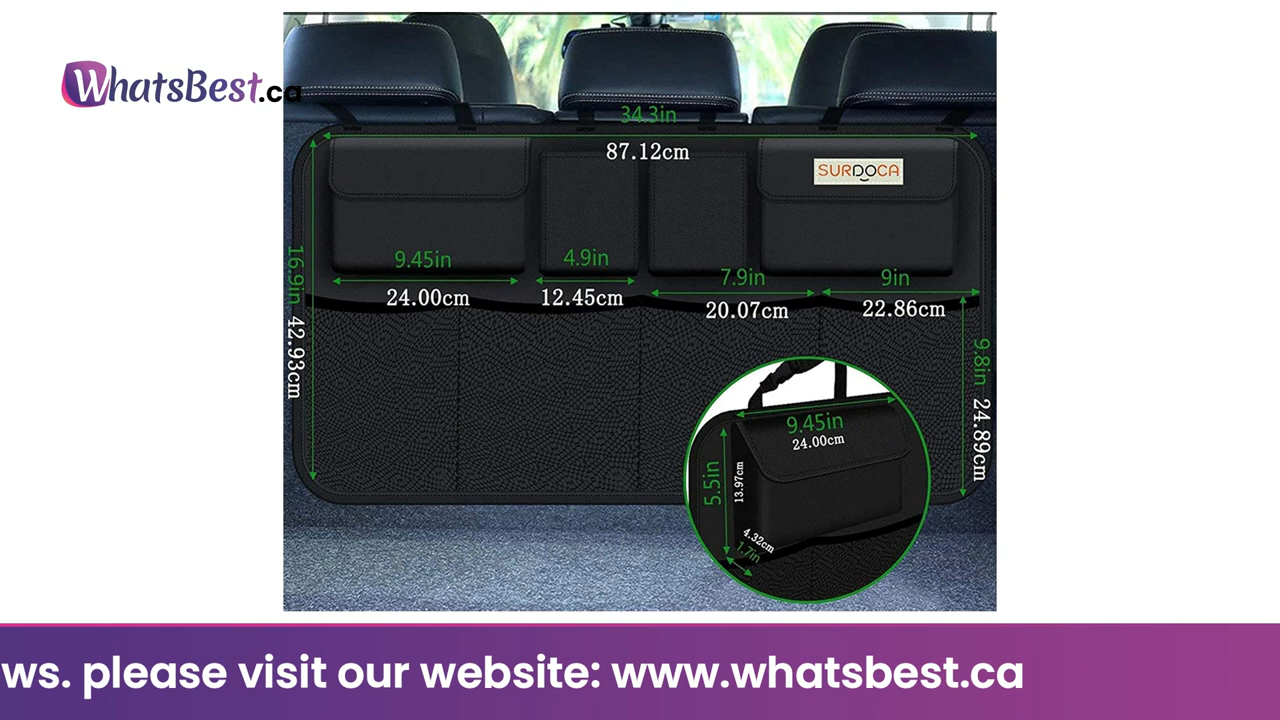 WhatsBest.ca
34.3in
87.12cm
SURDOCA
9.45in
24.00cm
4.9in
12.45cm
7.9in
20.07cm
9in
22.86cm
16.9in
42.93cm
9.8in
24.89cm
9.45in
24.00cm
5.5in
13.97cm
4.32cm
1.7in
ws. please visit our website: www.whatsbest.ca